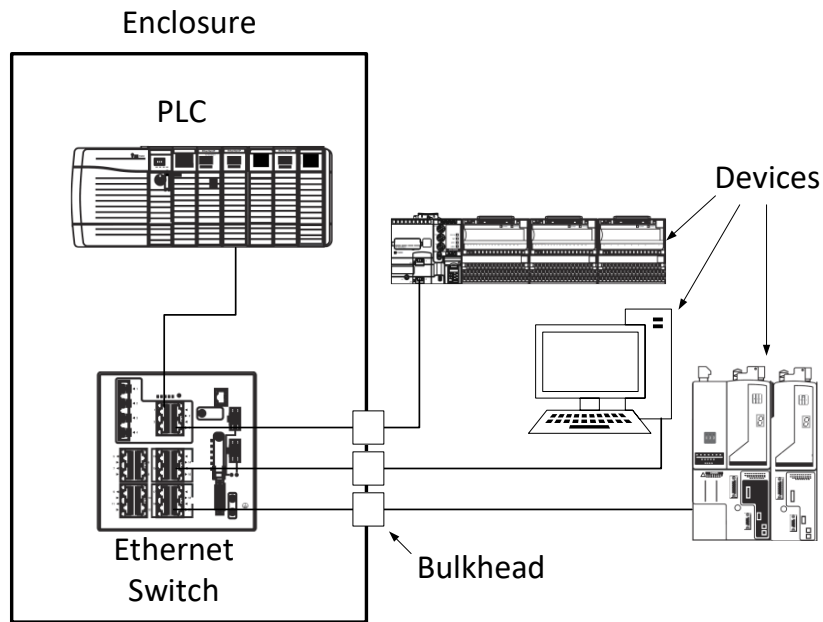 Enclosure
PLC
Devices
Ethernet
Switch
Bulkhead